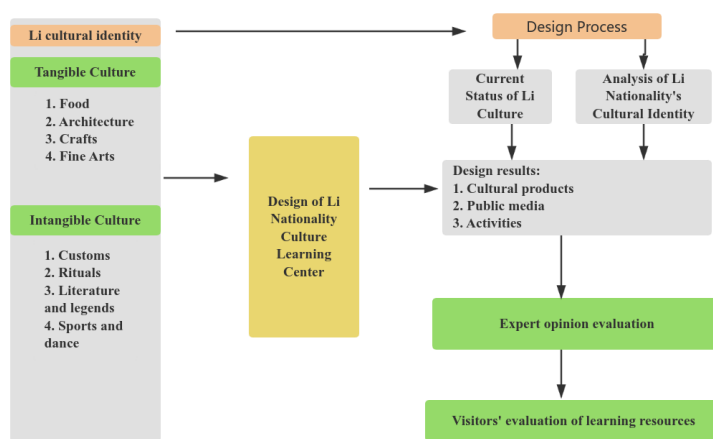 Li cultural identity
Tangible Culture
1. Food
2. Architecture
3. Crafts
4. Fine Arts
Intangible Culture
1. Customs
2. Rituals
3. Literature
and legends
4. Sports and
dance
Design of Li
Nationality
Culture
Learning
Center
Design Process
Current
Status of Li
Culture
Analysis of Li
Nationality's
Cultural Identity
Design results:
1. Cultural products
2. Public media
3. Activities
Expert opinion evaluation
Visitors' evaluation of learning resources